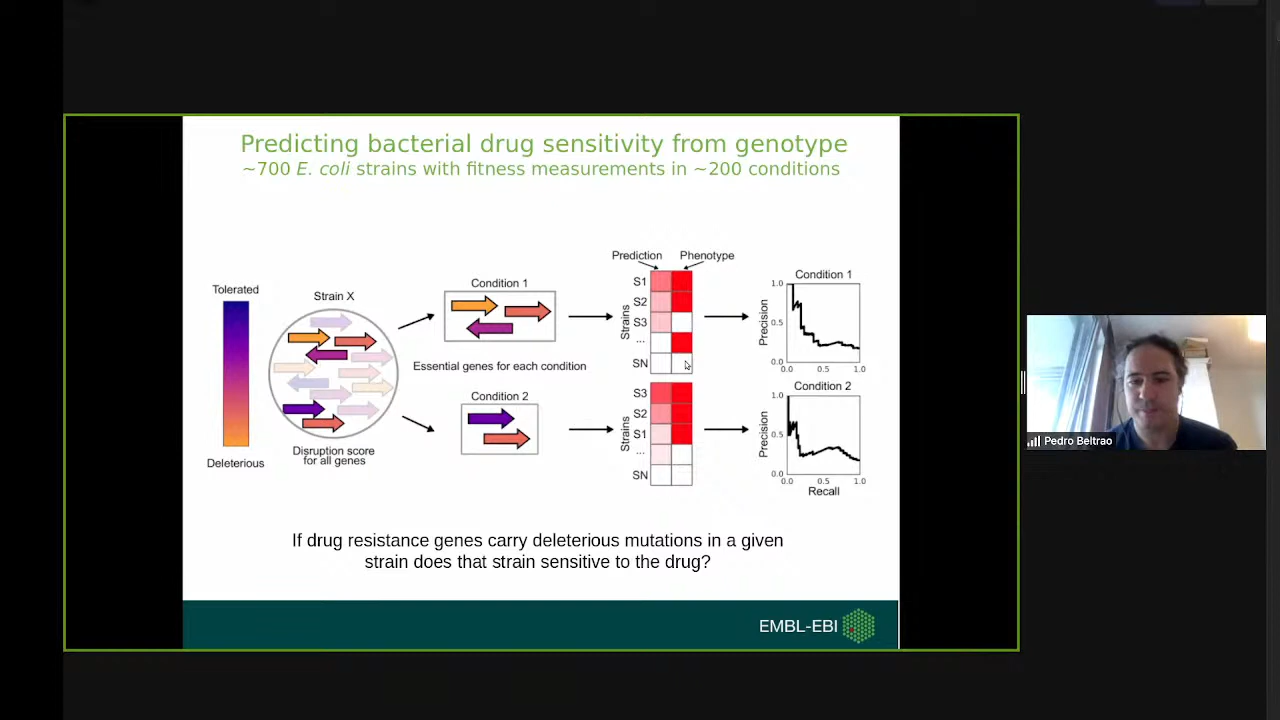 Predicting bacterial drug sensitivity from genotype
~700 E. coli strains with fitness measurements in ~200 conditions
Tolerated
Deleterious
Strain X
Disruption score
for all genes
Condition 1
Essential genes for each condition
Condition 2
Prediction
Phenotype
Strains
S1
S2
S3
...
SN
Strains
S3
S2
S1
...
SN
Condition 1
Precision
1.0
0.5
0.0
0.0 0.5 1.0
Condition 2
Precision
1.0
0.5
0.0
0.0 0.5 1.0
Recall
If drug resistance genes carry deleterious mutations in a given
strain does that strain sensitive to the drug?
EMBL-EBI
Pedro Beltrao